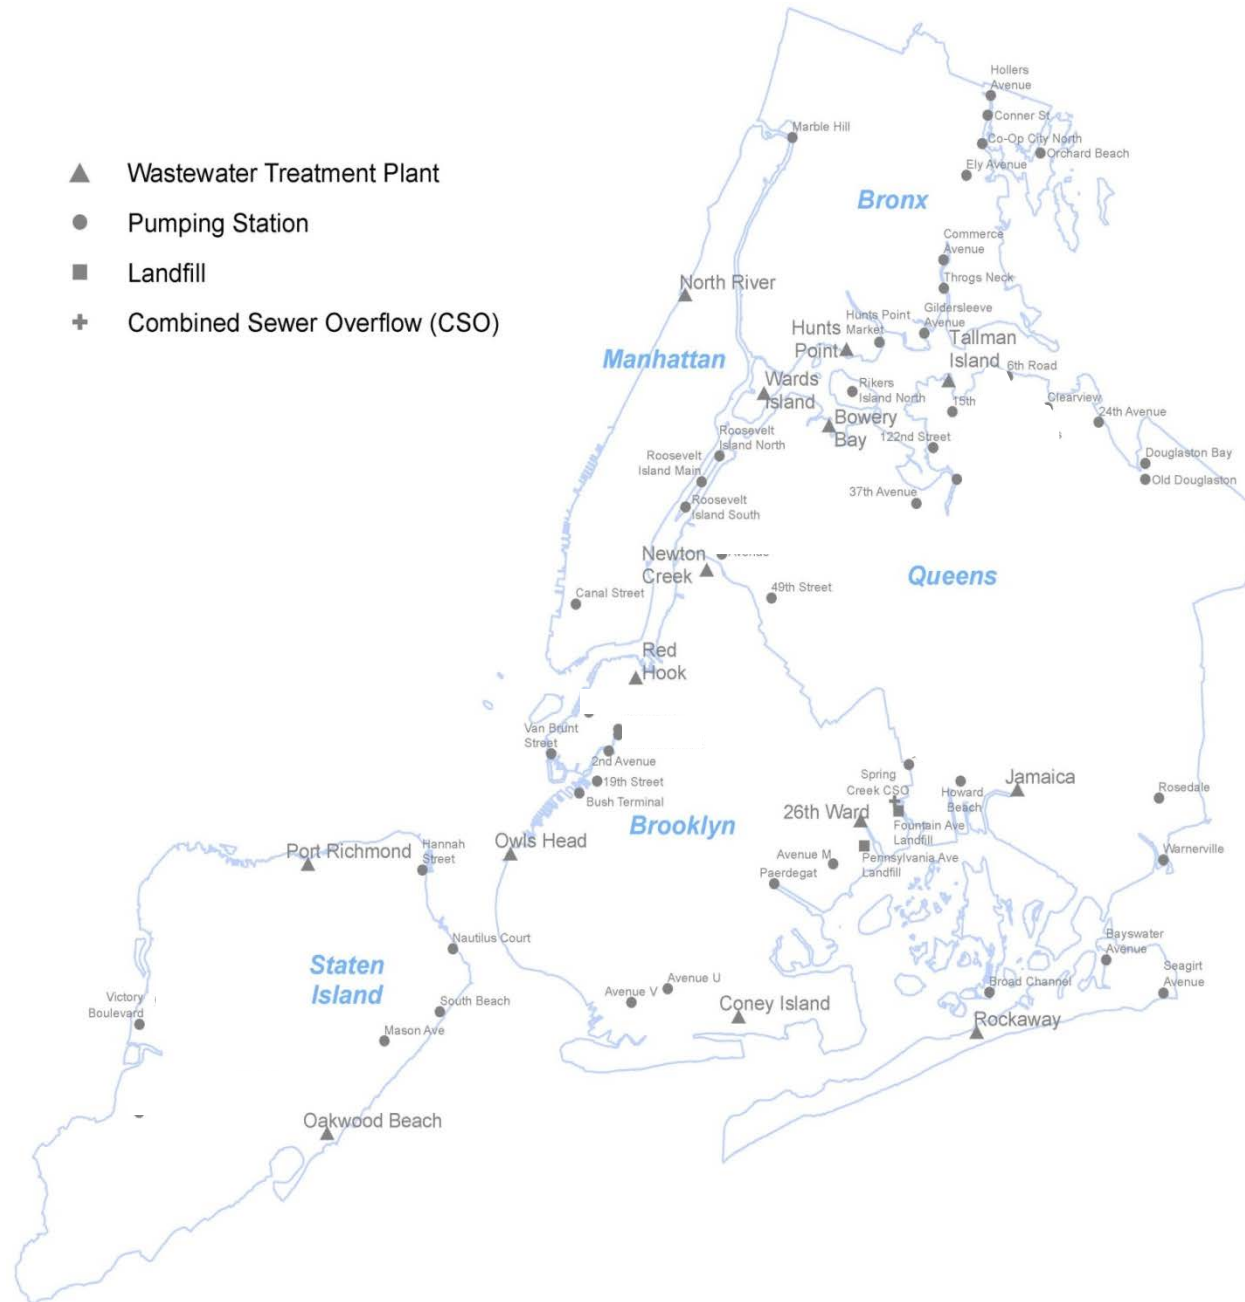 Wastewater Treatment Plant
Pumping Station
Landfill
Combined Sewer Overflow (CSO)
Hollers
Avenue
Conner St
Marble Hill
Co-Op City North
Orchard Beach
Ely Avenue
Bronx
Commerce
Avenue
Throgs Neck
North River
Gildersleeve
Avenue
Hunts Point
Market
Hunts
Point
Tallman
Island
Manhattan
6th Road
Wards
Island
Rikers
Island North
15th
Clearview
24th Avenue
Bowery
Bay
122nd Street
Roosevelt
Island North
Roosevelt
Island Main
Douglaston Bay
Old Douglaston
37th Avenue
Roosevelt
Island South
Newton
Creek
Queens
49th Street
Canal Street
Red
Hook
Van Brunt
Street
2nd Avenue
19th Street
Bush Terminal
Spring
Creek CSO
Howard
Beach
Jamaica
Rosedale
26th Ward
Fountain Ave
Landfill
Brooklyn
Owls Head
Port Richmond
Hannah
Street
Avenue M
Pennsylvania Ave
Landfill
Paerdegat
Warnerville
Nautilus Court
Bayswater
Avenue
Staten
Island
Seagirt
Avenue
Avenue U
Avenue V
Broad Channel
Victory
Boulevard
South Beach
Coney Island
Mason Ave
Rockaway
Oakwood Beach